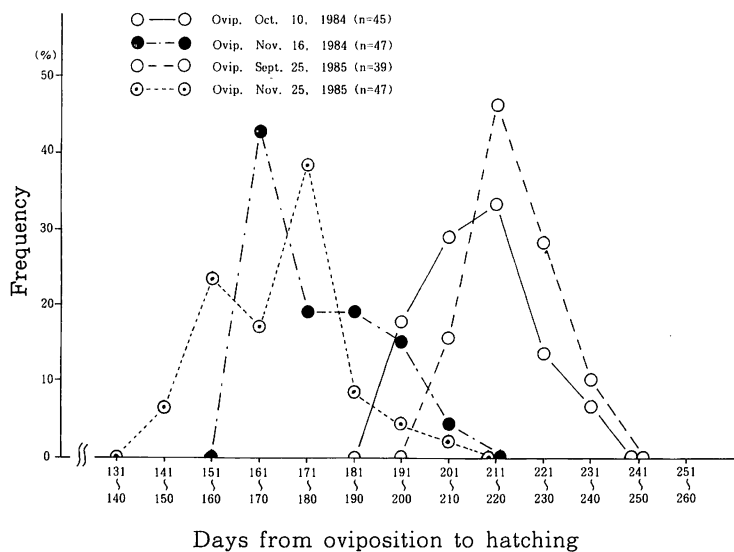 Ovip. Oct. 10, 1984 (n=45)
Ovip. Nov. 16, 1984 (n=47)
Ovip. Sept. 25, 1985 (n=39)
Ovip. Nov. 25, 1985 (n=47)
(%)
50
40
30
20
10
0
Frequency
131 141 151 161 171 181 191 201 211 221 231 241 251
140 150 160 170 180 190 200 210 220 230 240 250 260
Days from oviposition to hatching